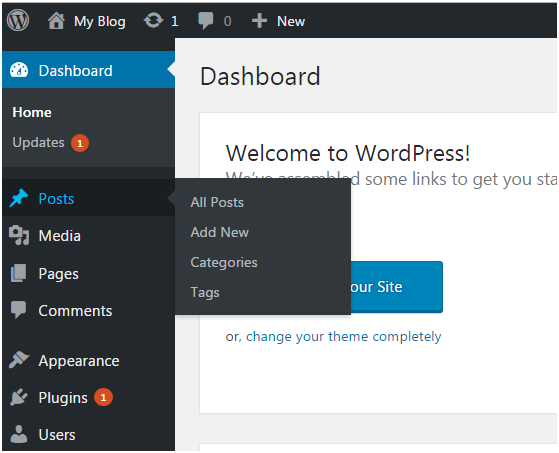 My Blog 1 0 New
Dashboard
Home
Updates 1
Posts
All Posts
Add New
Categories
Tags
Media
Pages
Comments
Appearance
Plugins 1
Users
Dashboard
Welcome to WordPress!
We've assembled some links to get you sta
our Site
or, change your theme completely